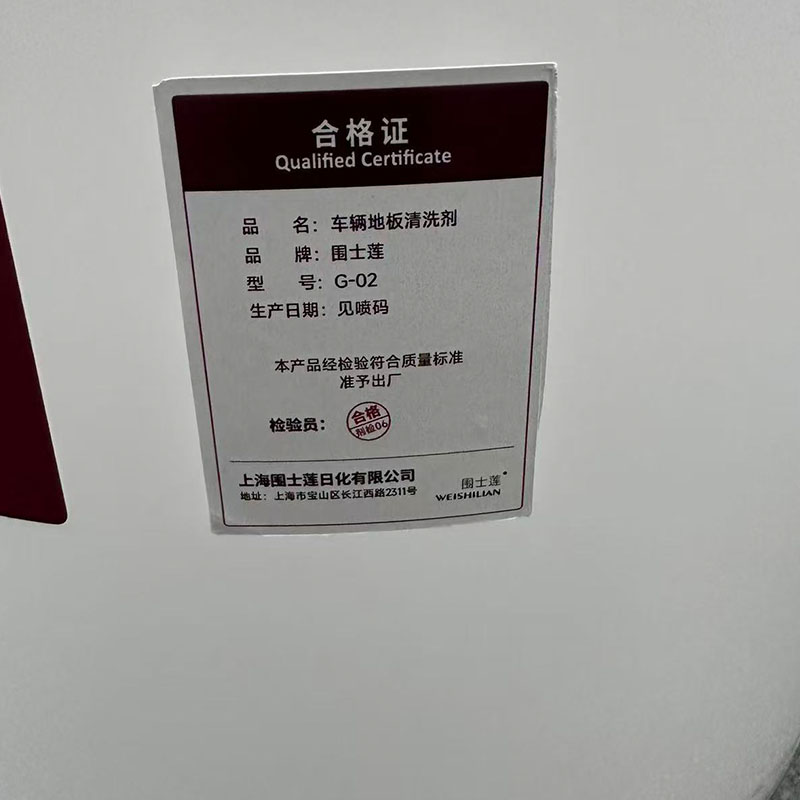 合格证
Qualified Certificate
品 名：车辆地板清洗剂
品 牌：围士莲
型 号：G-02
生产日期：见喷码
本产品经检验符合质量标准
准予出厂
检验员：
合格
剂检06
上海围士莲日化有限公司
地址：上海市宝山区长江西路2311号
围士莲
WEISHILIAN